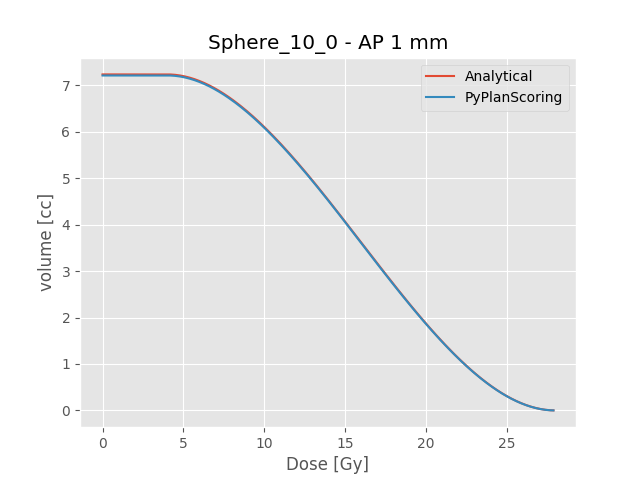 Sphere_10_0 - AP 1 mm
Analytical
PyPlanScoring
volume [cc]
7
6
5
4
3
2
1
0
0 5 10 15 20 25
Dose [Gy]